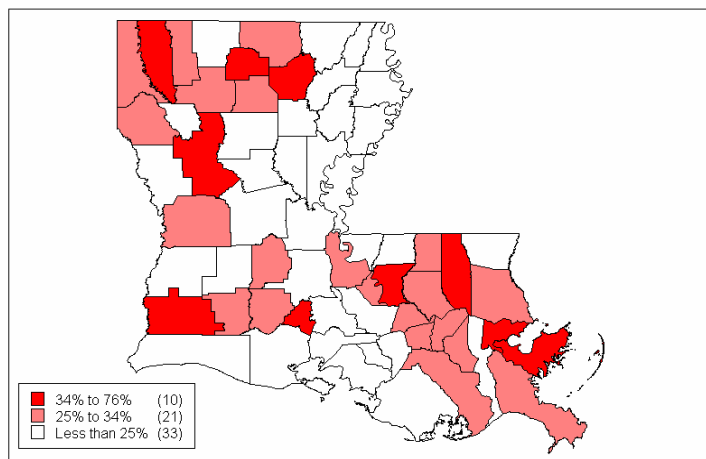 34% to 76% (10)
25% to 34% (21)
Less than 25% (33)